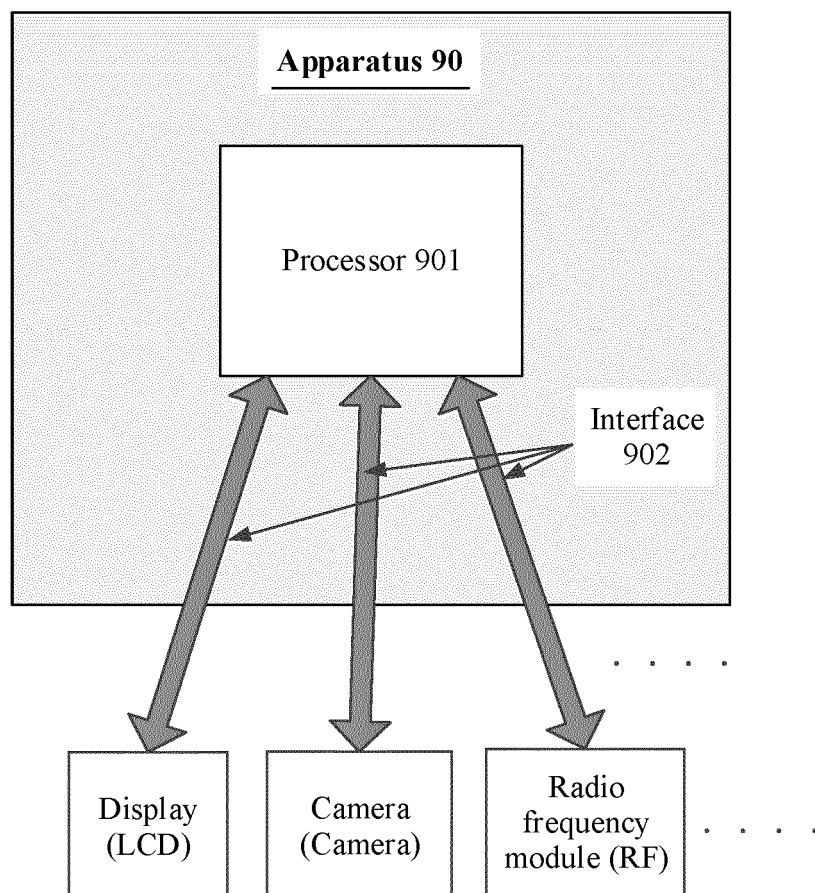 Apparatus 90
Processor 901
Interface
902
Display
(LCD)
Camera
(Camera)
Radio
frequency
module (RF)